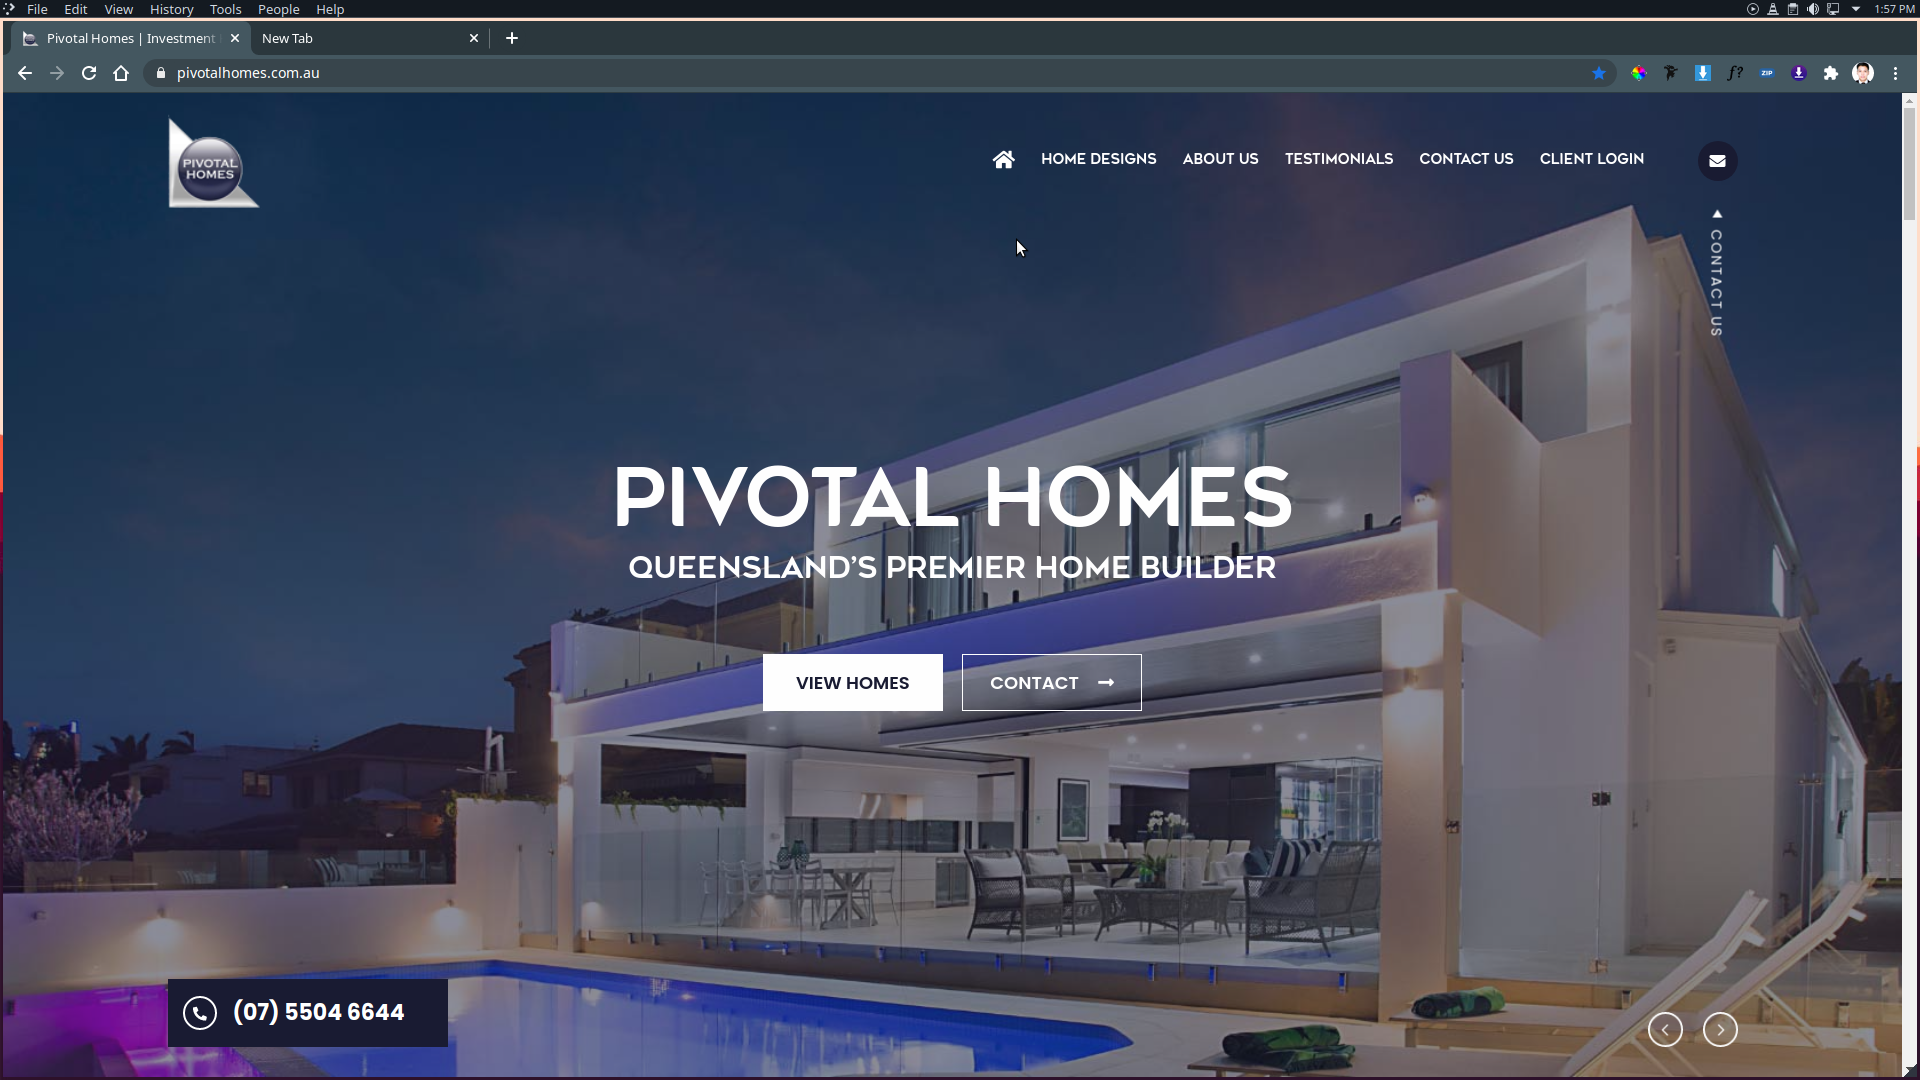 File Edit View History Tools People Help 1:57 PM
Pivotal Homes | Investment New Tab
pivotalhomes.com.au f? ZIP
PIVOTAL
HOMES
HOME DESIGNS ABOUT US TESTIMONIALS CONTACT US CLIENT LOGIN
CONTACT US
PIVOTAL HOMES
QUEENSLAND'S PREMIER HOME BUILDER
VIEW HOMES CONTACT
(07) 5504 6644